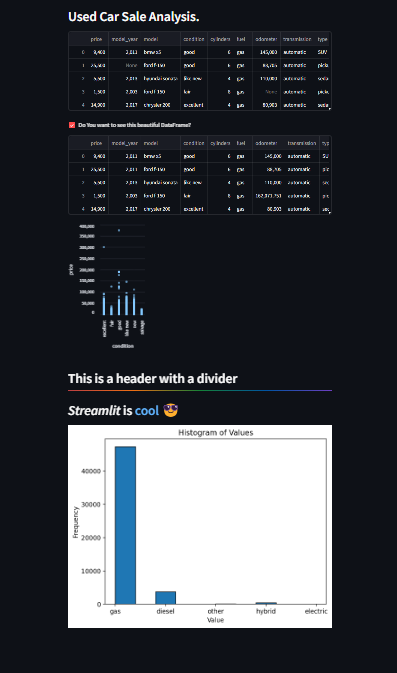 Used Car Sale Analysis.
price model_year model condition cylinders fuel odometer transmission type
0 9,400 2,011 bmw x5 good 6 gas 145,000 automatic SUV
1 25,500 None ford f-150 good 6 gas 88,705 automatic picku
2 5,500 2,013 hyundai sonata like new 4 gas 110,000 automatic seda
3 1,500 2,003 ford f-150 fair 8 gas None automatic picku
4 14,900 2,017 chrysler 200 excellent 4 gas 80,903 automatic seda
Do You want to see this beautiful DataFrame?
price model_year model condition cylinders fuel odometer transmission typ
0 9,400 2,011 bmw x5 good 6 gas 145,000 automatic SU
1 25,500 None ford f-150 good 6 gas 88,705 automatic pic
2 5,500 2,013 hyundai sonata like new 4 gas 110,000 automatic sec
3 1,500 2,003 ford f-150 fair 8 gas automatic pic
4 14,900 2,017 chrysler 200 excellent 4 gas 80,903 automatic sec
400,000
350,000
300,000
250,000
200,000
150,000
100,000
50,000
0
price
excellent fair good like new new salvage
condition
This is a header with a divider
Streamlit is cool 😎
Histogram of Values
40000
30000
20000
10000
0
Frequency
gas diesel other hybrid electric
Value